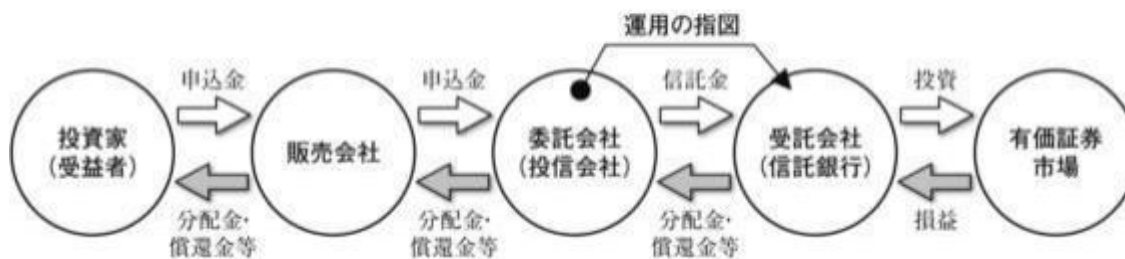 運用の指図
申込金
申込金
信託金
投資
投資家
(受益者)
販売会社
委託会社
(投信会社)
受託会社
(信託銀行)
有価証券
市場
分配金・
償還金等
分配金・
償還金等
分配金・
償還金等
損益